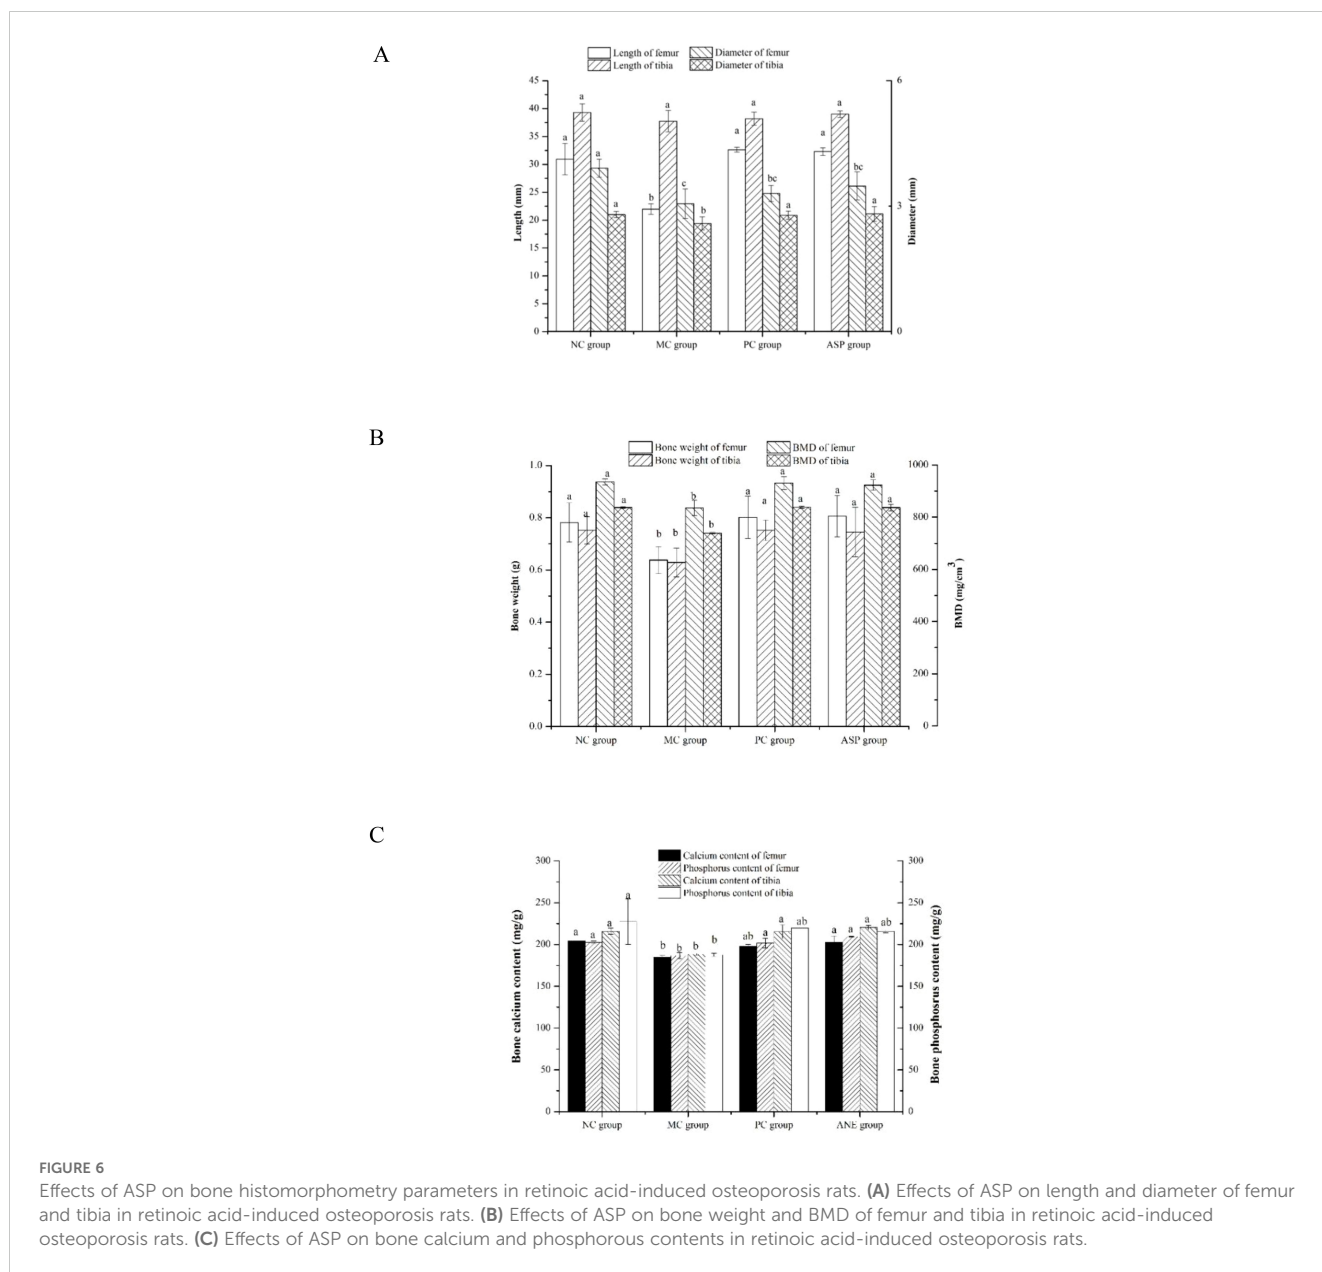 A
Length of femur Diameter of femur
Length of tibia Diameter of tibia
45 6
40
35
30
25
20 3
15
10
5
0 0
Length (mm)
Diameter (mm)
a a a a
b a c b
a a bc a
a a bc a
NC group MC group PC group ASP group
B
Bone weight of femur BMD of femur
Bone weight of tibia BMD of tibia
1.0 1000
0.8 800
0.6 600
0.4 400
0.2 200
0.0 0
Bone weight (g)
BMD (mg/cm3)
a a a a
b b b b
a a a a
a a a a
NC group MC group PC group ASP group
C
Calcium content of femur
Phosphorus content of femur
Calcium content of tibia
Phosphorus content of tibia
300 300
250 250
200 200
150 150
100 100
50 50
0 0
Bone calcium content (mg/g)
Bone phosphosrus content (mg/g)
a a a a
b b b b
ab a a ab
a a a ab
NC group MC group PC group ANE group
FIGURE 6
Effects of ASP on bone histomorphometry parameters in retinoic acid-induced osteoporosis rats. (A) Effects of ASP on length and diameter of femur
and tibia in retinoic acid-induced osteoporosis rats. (B) Effects of ASP on bone weight and BMD of femur and tibia in retinoic acid-induced
osteoporosis rats. (C) Effects of ASP on bone calcium and phosphorous contents in retinoic acid-induced osteoporosis rats.